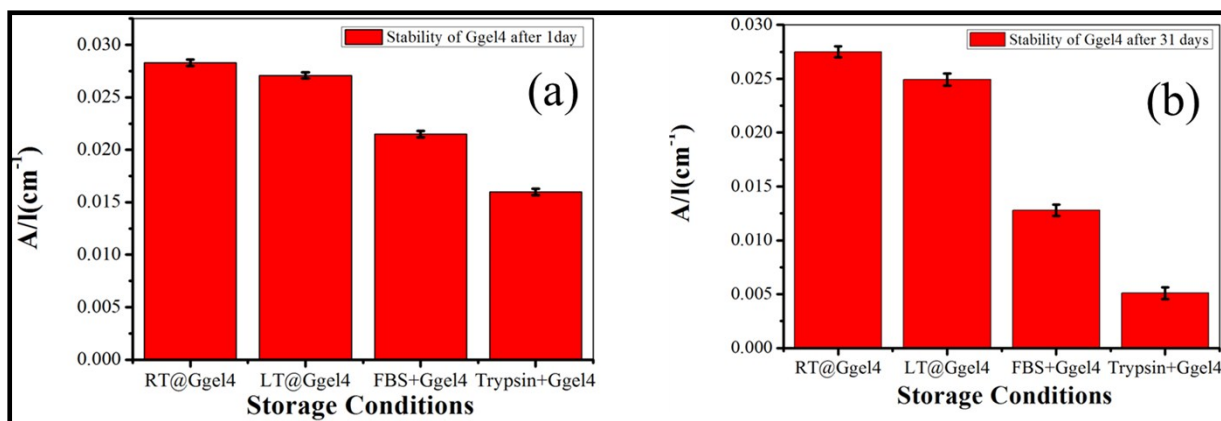 Stability of Ggel4 after 1day
(a)
0.030
0.025
0.020
0.015
0.010
0.005
0.000
A/l(cm⁻¹)
RT@Ggel4 LT@Ggel4 FBS+Ggel4 Trypsin+Ggel4
Storage Conditions
Stability of Ggel4 after 31 days
(b)
0.030
0.025
0.020
0.015
0.010
0.005
0.000
A/l(cm⁻¹)
RT@Ggel4 LT@Ggel4 FBS+Ggel4 Trypsin+Ggel4
Storage Conditions